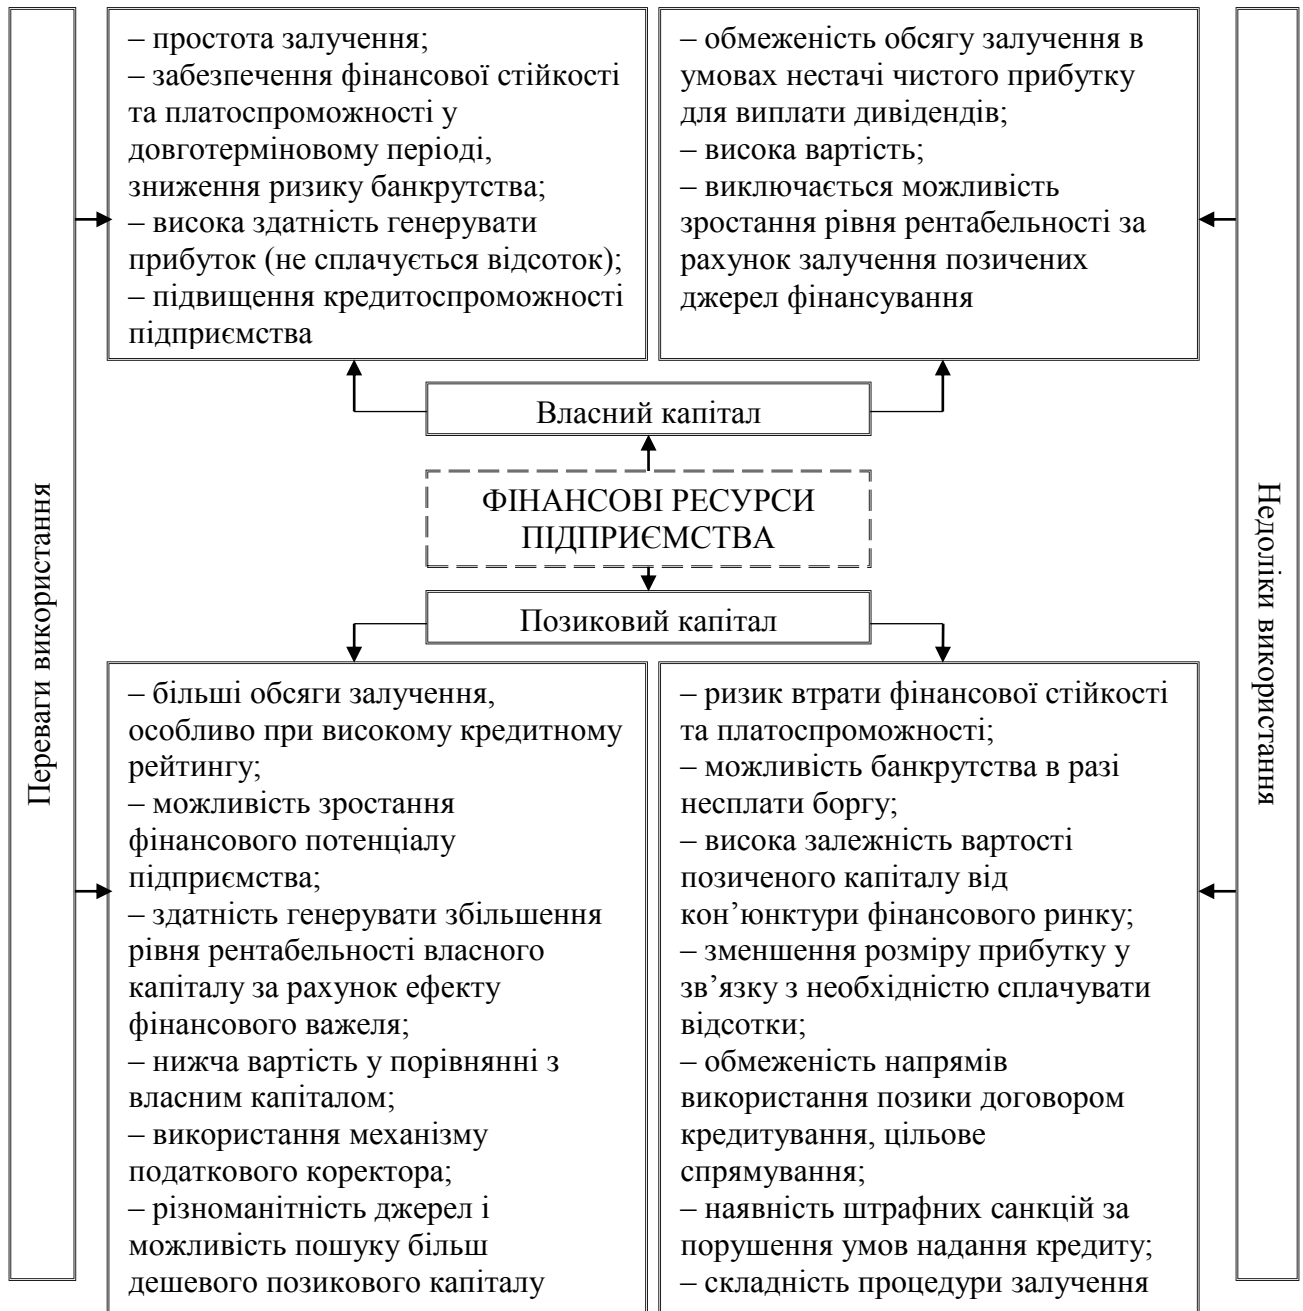 Переваги використання
– простота залучення;
– забезпечення фінансової стійкості
та платоспроможності у
довготерміновому періоді,
зниження ризику банкрутства;
– висока здатність генерувати
прибуток (не сплачується відсоток);
– підвищення кредитоспроможності
підприємства
– обмеженість обсягу залучення в
умовах нестачі чистого прибутку
для виплати дивідендів;
– висока вартість;
– виключається можливість
зростання рівня рентабельності за
рахунок залучення позичених
джерел фінансування
Власний капітал
ФІНАНСОВІ РЕСУРСИ
ПІДПРИЄМСТВА
Позиковий капітал
– більші обсяги залучення,
особливо при високому кредитному
рейтингу;
– можливість зростання
фінансового потенціалу
підприємства;
– здатність генерувати збільшення
рівня рентабельності власного
капіталу за рахунок ефекту
фінансового важеля;
– нижча вартість у порівнянні з
власним капіталом;
– використання механізму
податкового коректора;
– різноманітність джерел і
можливість пошуку більш
дешевого позикового капіталу
– ризик втрати фінансової стійкості
та платоспроможності;
– можливість банкрутства в разі
несплати боргу;
– висока залежність вартості
позиченого капіталу від
кон’юнктури фінансового ринку;
– зменшення розміру прибутку у
зв’язку з необхідністю сплачувати
відсотки;
– обмеженість напрямів
використання позики договором
кредитування, цільове
спрямування;
– наявність штрафних санкцій за
порушення умов надання кредиту;
– складність процедури залучення
Недоліки використання